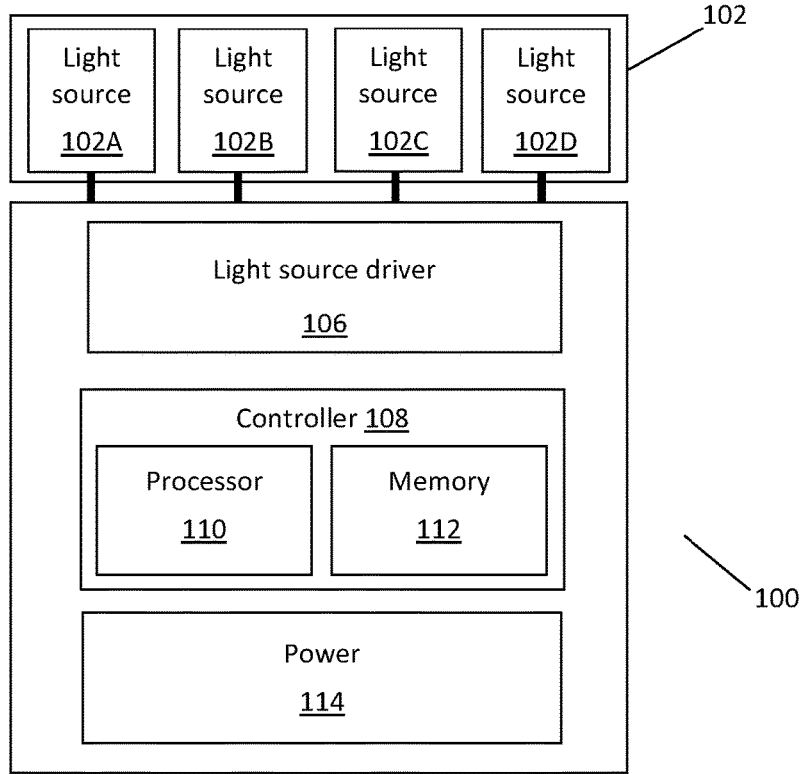 102
Light source 102A
Light source 102B
Light source 102C
Light source 102D
Light source driver
106
Controller 108
Processor
110
Memory
112
100
Power
114